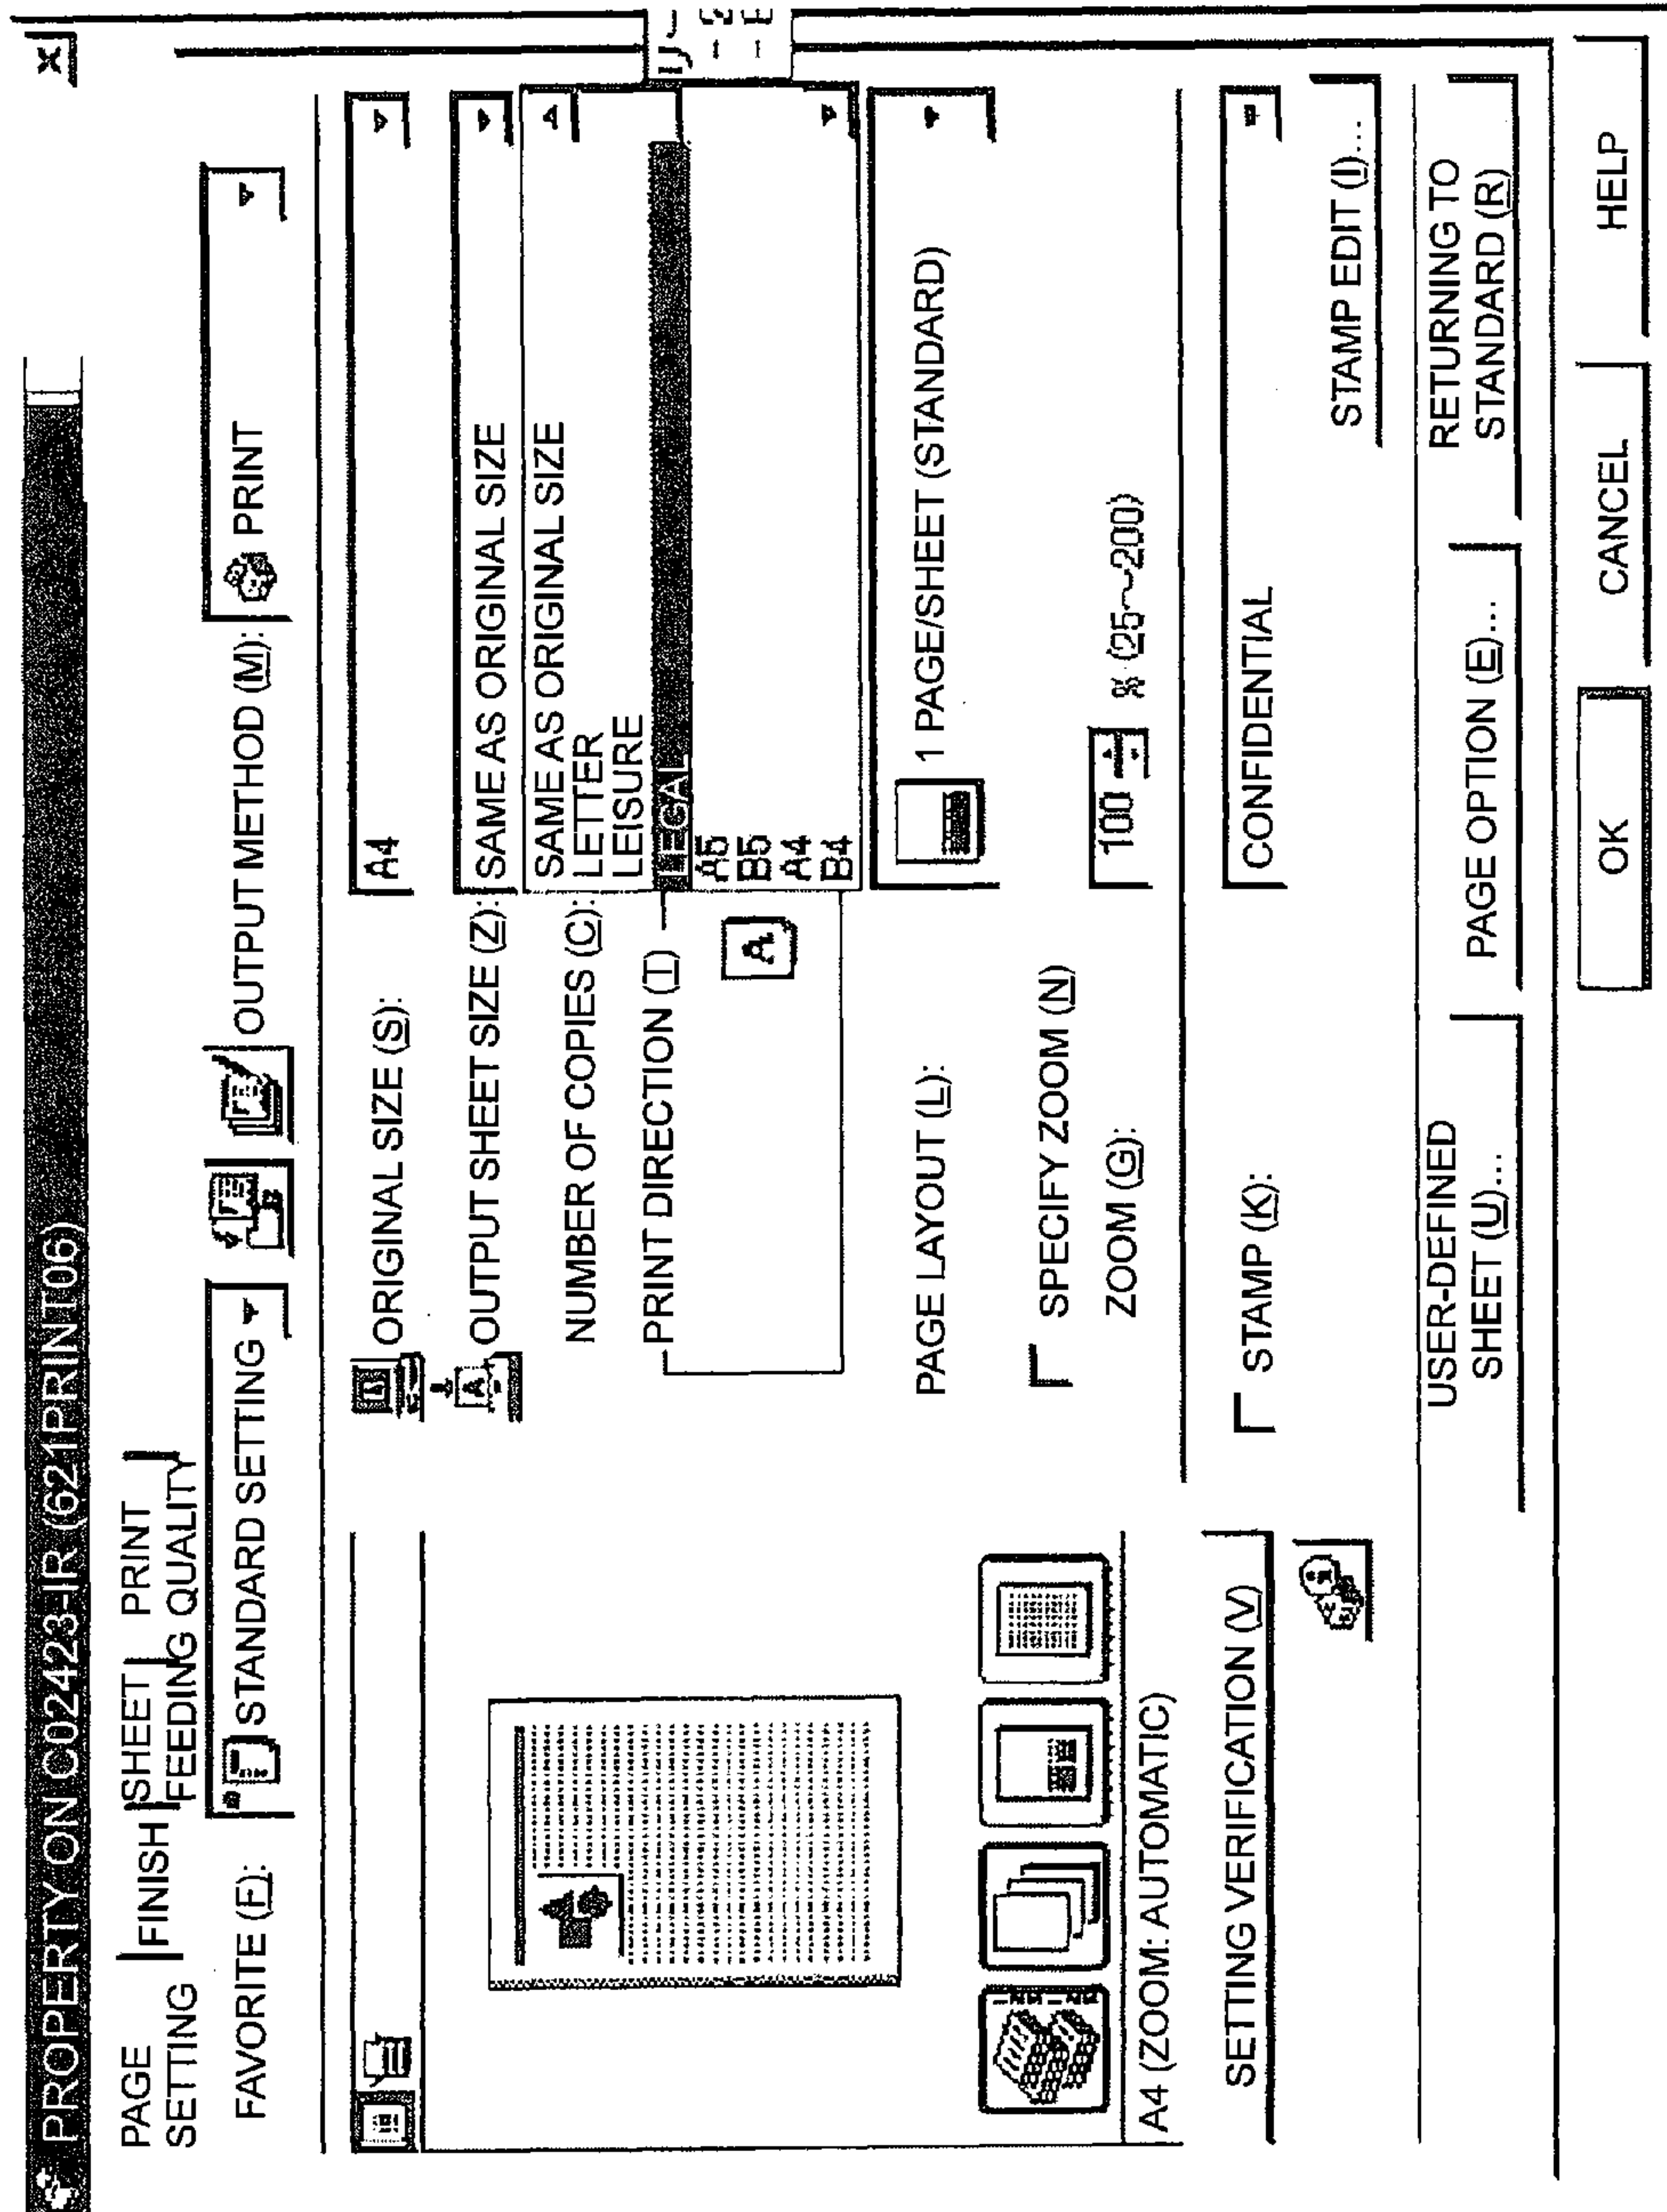 PROPERTY ON C02423-IR (621PRINT06)
PAGE SETTING
FINISH
SHEET FEEDING
PRINT QUALITY
FAVORITE (F):
STANDARD SETTING
OUTPUT METHOD (M):
PRINT
ORIGINAL SIZE (S):
A4
OUTPUT SHEET SIZE (Z):
SAME AS ORIGINAL SIZE
NUMBER OF COPIES (C):
SAME AS ORIGINAL SIZE
LETTER
LEISURE
LEGAL
A5
B5
A4
B4
PRINT DIRECTION (T)
A
PAGE LAYOUT (L):
1 PAGE/SHEET (STANDARD)
SPECIFY ZOOM (N)
ZOOM (G):
100
% (25~200)
A4 (ZOOM: AUTOMATIC)
SETTING VERIFICATION (V)
STAMP (K):
CONFIDENTIAL
STAMP EDIT (I)...
USER-DEFINED
SHEET (U)...
PAGE OPTION (E)...
RETURNING TO
STANDARD (R)
OK
CANCEL
HELP